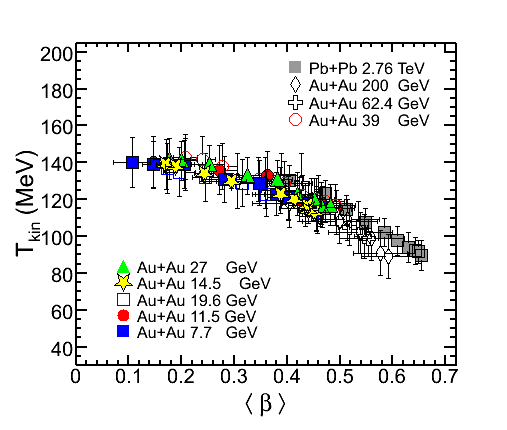 200
180
160
140
120
100
80
60
40
T_kin (MeV)
Pb+Pb 2.76 TeV
Au+Au 200 GeV
Au+Au 62.4 GeV
Au+Au 39 GeV
Au+Au 27 GeV
Au+Au 14.5 GeV
Au+Au 19.6 GeV
Au+Au 11.5 GeV
Au+Au 7.7 GeV
0 0.1 0.2 0.3 0.4 0.5 0.6 0.7
⟨ β ⟩